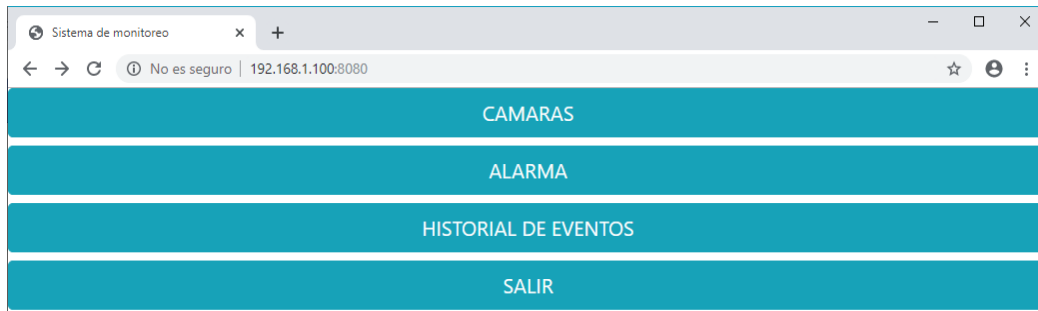 Sistema de monitoreo
No es seguro | 192.168.1.100:8080
CAMARAS
ALARMA
HISTORIAL DE EVENTOS
SALIR